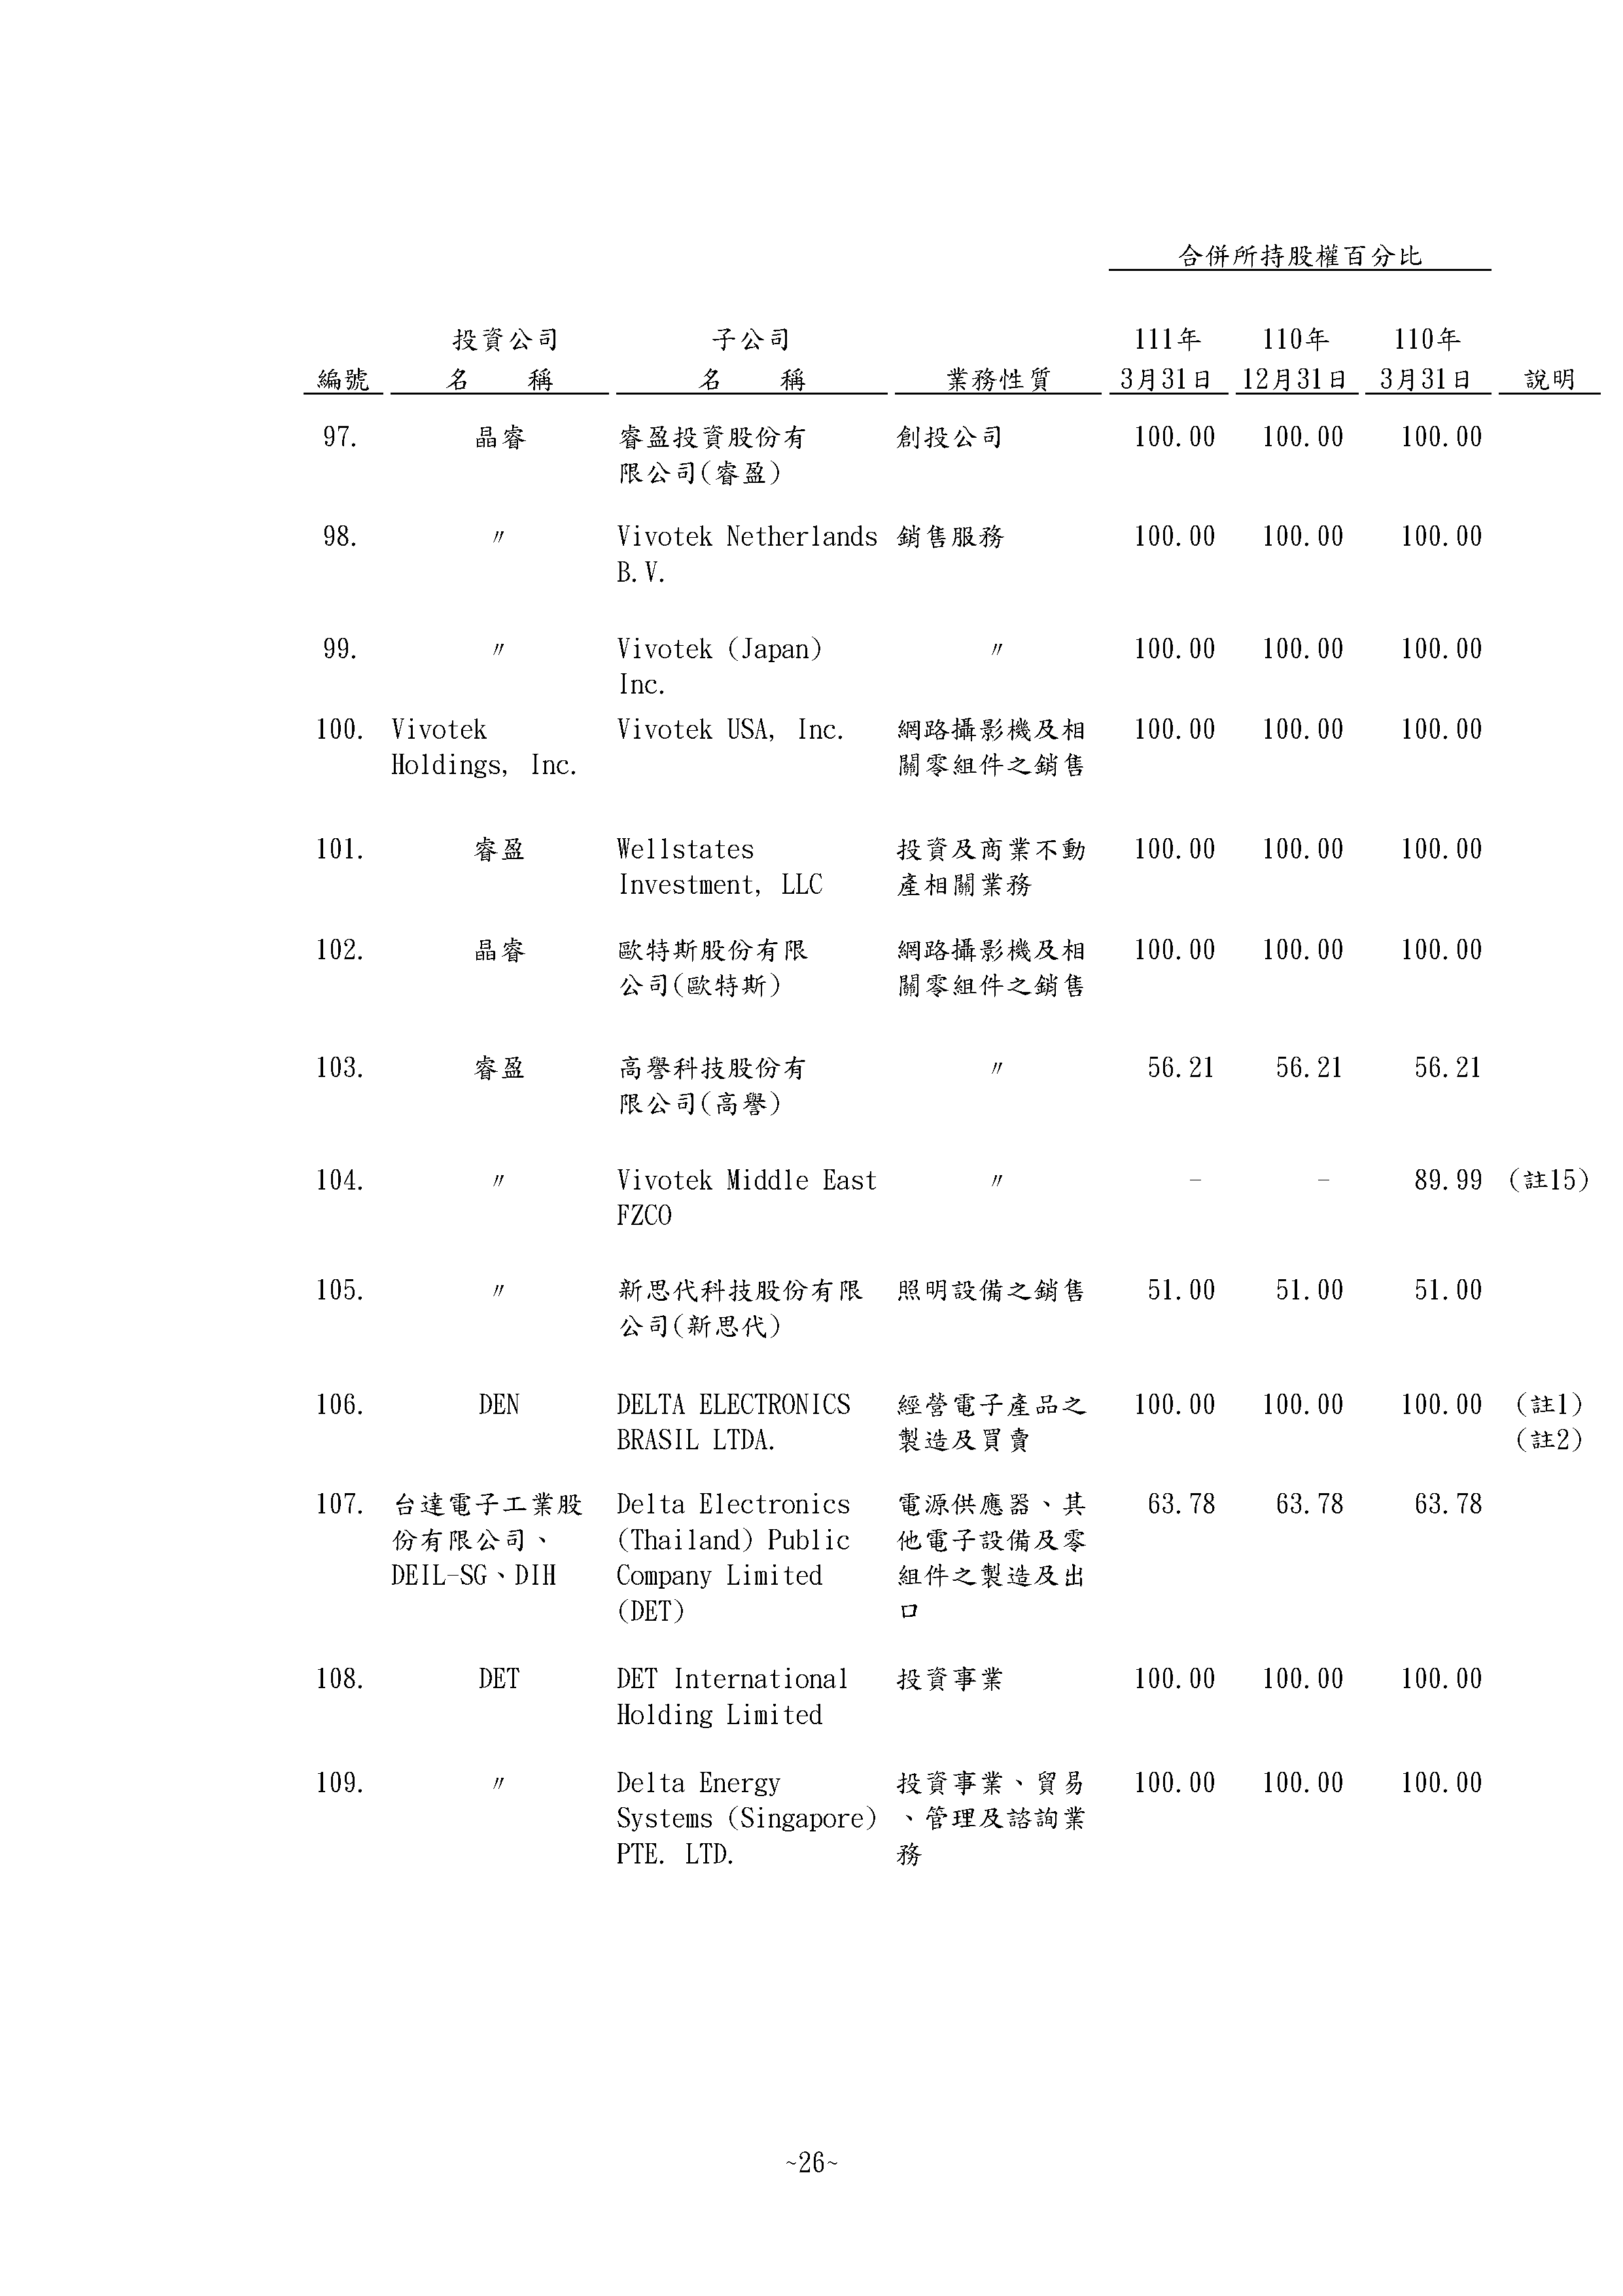 合併所持股權百分比
投資公司 子公司 111年 110年 110年
編號 名 稱 名 稱 業務性質 3月31日 12月31日 3月31日 說明
97. 晶睿 睿盈投資股份有 創投公司 100.00 100.00 100.00
限公司(睿盈)
98. 〃 Vivotek Netherlands 銷售服務 100.00 100.00 100.00
B.V.
99. 〃 Vivotek (Japan) 〃 100.00 100.00 100.00
Inc.
100. Vivotek Vivotek USA, Inc. 網路攝影機及相 100.00 100.00 100.00
Holdings, Inc. 關零組件之銷售
101. 睿盈 Wellstates 投資及商業不動 100.00 100.00 100.00
Investment, LLC 產相關業務
102. 晶睿 歐特斯股份有限 網路攝影機及相 100.00 100.00 100.00
公司(歐特斯) 關零組件之銷售
103. 睿盈 高譽科技股份有 〃 56.21 56.21 56.21
限公司(高譽)
104. 〃 Vivotek Middle East 〃 - - 89.99 (註15)
FZCO
105. 〃 新思代科技股份有限 照明設備之銷售 51.00 51.00 51.00
公司(新思代)
106. DEN DELTA ELECTRONICS 經營電子產品之 100.00 100.00 100.00 (註1)
BRASIL LTDA. 製造及買賣 (註2)
107. 台達電子工業股 Delta Electronics 電源供應器、其 63.78 63.78 63.78
份有限公司、 (Thailand) Public 他電子設備及零
DEIL-SG、DIH Company Limited 組件之製造及出
(DET) 口
108. DET DET International 投資事業 100.00 100.00 100.00
Holding Limited
109. 〃 Delta Energy 投資事業、貿易 100.00 100.00 100.00
Systems (Singapore) 、管理及諮詢業
PTE. LTD. 務
~26~